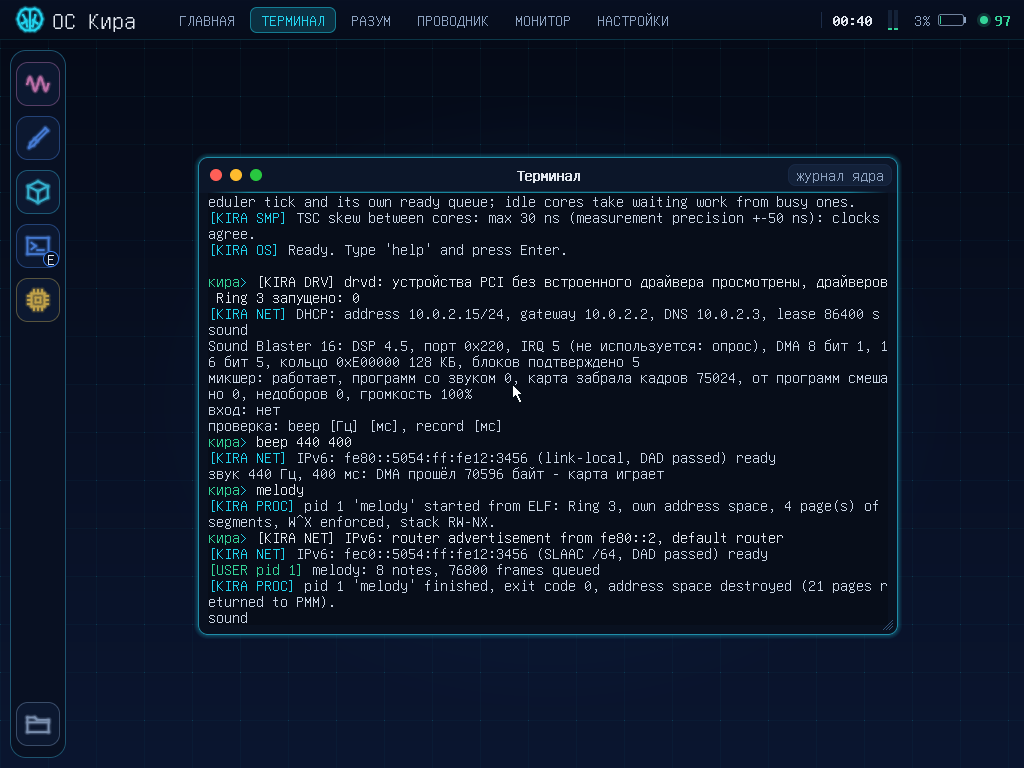 ОС Кира
ГЛАВНАЯ
ТЕРМИНАЛ
РАЗУМ
ПРОВОДНИК
МОНИТОР
НАСТРОЙКИ
00:40
3%
97
E
Терминал
журнал ядра
eduler tick and its own ready queue; idle cores take waiting work from busy ones.
[KIRA SMP] TSC skew between cores: max 30 ns (measurement precision +-50 ns): clocks
agree.
[KIRA OS] Ready. Type 'help' and press Enter.
кира> [KIRA DRV] drvd: устройства PCI без встроенного драйвера просмотрены, драйверов
Ring 3 запущено: 0
[KIRA NET] DHCP: address 10.0.2.15/24, gateway 10.0.2.2, DNS 10.0.2.3, lease 86400 s
sound
Sound Blaster 16: DSP 4.5, порт 0x220, IRQ 5 (не используется: опрос), DMA 8 бит 1, 1
6 бит 5, кольцо 0xE00000 128 КБ, блоков подтверждено 5
микшер: работает, программ со звуком 0, карта забрала кадров 75024, от программ смеша
но 0, недоборов 0, громкость 100%
вход: нет
проверка: beep [Гц] [мс], record [мс]
кира> beep 440 400
[KIRA NET] IPv6: fe80::5054:ff:fe12:3456 (link-local, DAD passed) ready
звук 440 Гц, 400 мс: DMA прошёл 70596 байт - карта играет
кира> melody
[KIRA PROC] pid 1 'melody' started from ELF: Ring 3, own address space, 4 page(s) of
segments, W^X enforced, stack RW-NX.
кира> [KIRA NET] IPv6: router advertisement from fe80::2, default router
[KIRA NET] IPv6: fec0::5054:ff:fe12:3456 (SLAAC /64, DAD passed) ready
[USER pid 1] melody: 8 notes, 76800 frames queued
[KIRA PROC] pid 1 'melody' finished, exit code 0, address space destroyed (21 pages r
eturned to PMM).
sound